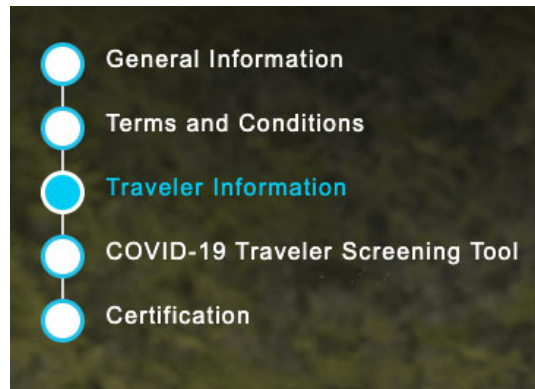 General Information
Terms and Conditions
Traveler Information
COVID-19 Traveler Screening Tool
Certification